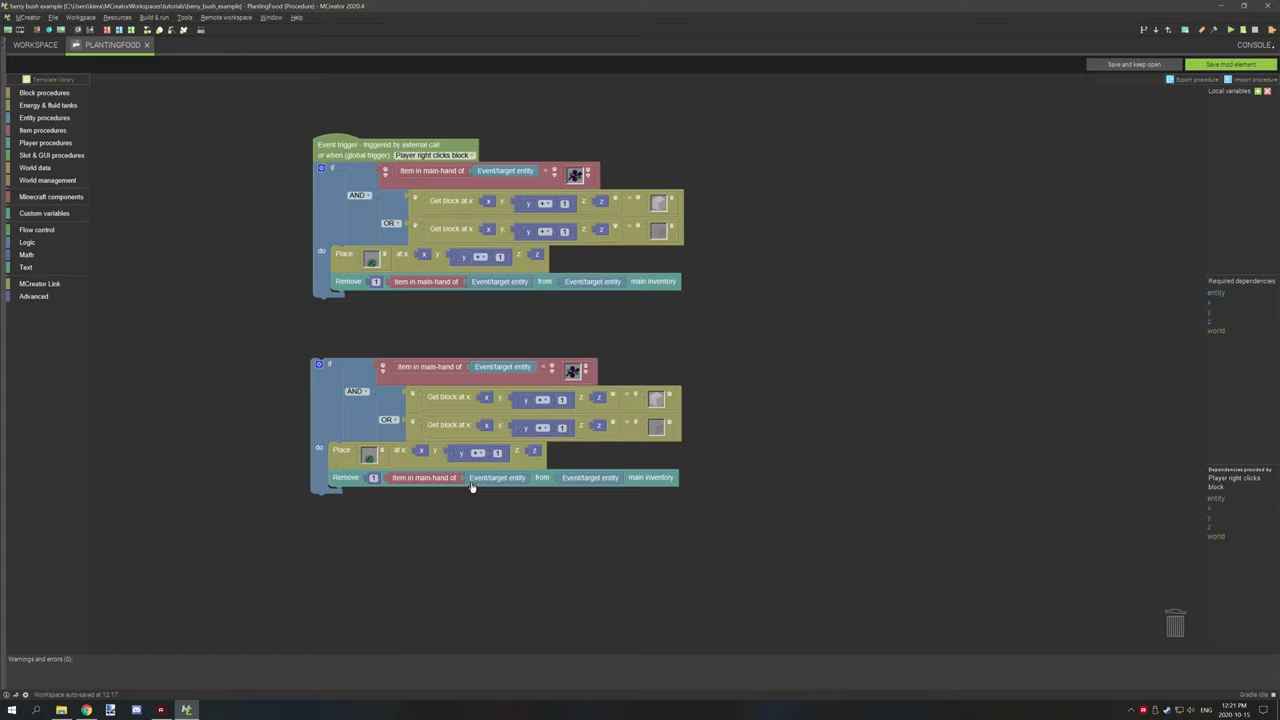 berry bush example [C:\Users\kiera\MCreatorWorkspaces\tutorials\berry_bush_example] - PlantingFood (Procedure) - MCreator 2020.4
MCreator File Workspace Resources Build & run Tools Remote workspace Window Help
WORKSPACE PLANTINGFOOD CONSOLE
Save and keep open Save mod element
Template library Export procedure Import procedure
Local variables
Block procedures
Energy & fluid tanks
Entity procedures
Item procedures
Player procedures
Slot & GUI procedures
World data
World management
Minecraft components
Custom variables
Flow control
Logic
Math
Text
MCreator Link
Advanced
Event trigger - triggered by external call
or when (global trigger): Player right clicks block
if Item in main-hand of Event/target entity =
AND Get block at x: x y: y + 1 z: z =
OR Get block at x: x y: y + 1 z: z =
do Place at x: x y: y + 1 z: z
Remove 1 Item in main-hand of Event/target entity from Event/target entity main inventory
if Item in main-hand of Event/target entity =
AND Get block at x: x y: y + 1 z: z =
OR Get block at x: x y: y + 1 z: z =
do Place at x: x y: y + 1 z: z
Remove 1 Item in main-hand of Event/target entity from Event/target entity main inventory
Required dependencies
entity
x
y
z
world
Dependencies provided by
Player right clicks
block
entity
x
y
z
world
Warnings and errors (0):
Workspace auto-saved at 12:17 Gradle idle
ENG 12:21 PM
2020-10-15